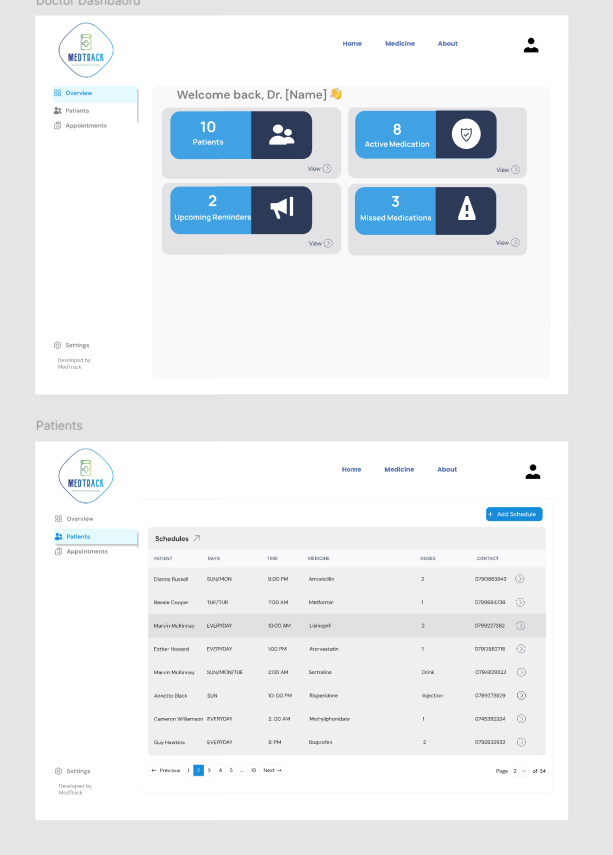 Doctor Dashbaord
MEDTRACK
Home Medicine About
Overview
Patients
Appointments
Welcome back, Dr. [Name] 👋
10
Patients
View
8
Active Medication
View
2
Upcoming Reminders
View
3
Missed Medications
View
Settings
Developed by
MedTrack
Patients
MEDTRACK
Home Medicine About
Overview
Patients
Appointments
+ Add Schedule
Schedules
PATIENT DAYS TIME MEDICINE DOSES CONTACT
Dianne Russell SUN/MON 9:00 PM Amoxicillin 2 0790883943
Bessie Cooper TUE/TUR 7:00 AM Metformin 1 0799684736
Marvin McKinney EVERYDAY 10:00 AM Lisinopril 2 0799227382
Esther Howard EVERYDAY 1:00 PM Atorvastatin 1
Marvin McKinney SUN/MON/TUE 2:00 AM Sertraline Drink 0794829323
Annette Black SUN 10: 00 PM Risperidone Injection 0799273929
Cameron Williamson EVERYDAY 2: 00 AM Methylphenidate 1 0748392334
Guy Hawkins EVERYDAY 8: PM Ibuprofen 2 0792832932
← Previous 1 2 3 4 5 ... 10 Next →
Page 2 of 34
Settings
Developed by
MedTrack